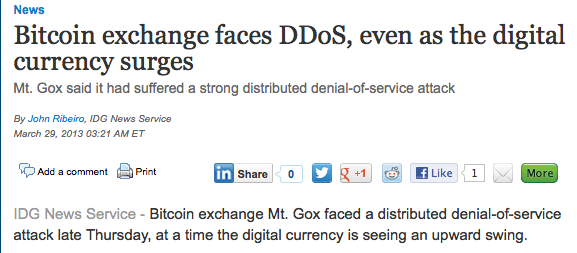 News
Bitcoin exchange faces DDoS, even as the digital
currency surges
Mt. Gox said it had suffered a strong distributed denial-of-service attack
By John Ribeiro, IDG News Service
March 29, 2013 03:21 AM ET
Add a comment Print in Share 0 g +1 f Like 1 More
IDG News Service - Bitcoin exchange Mt. Gox faced a distributed denial-of-service
attack late Thursday, at a time the digital currency is seeing an upward swing.